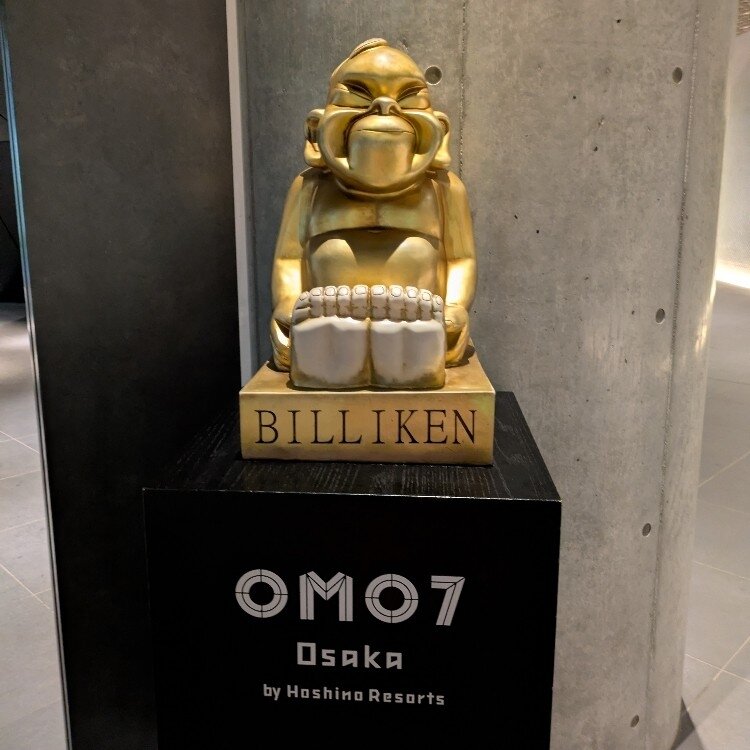 BILLIKEN
OMO7
Osaka
by Hoshino Resorts